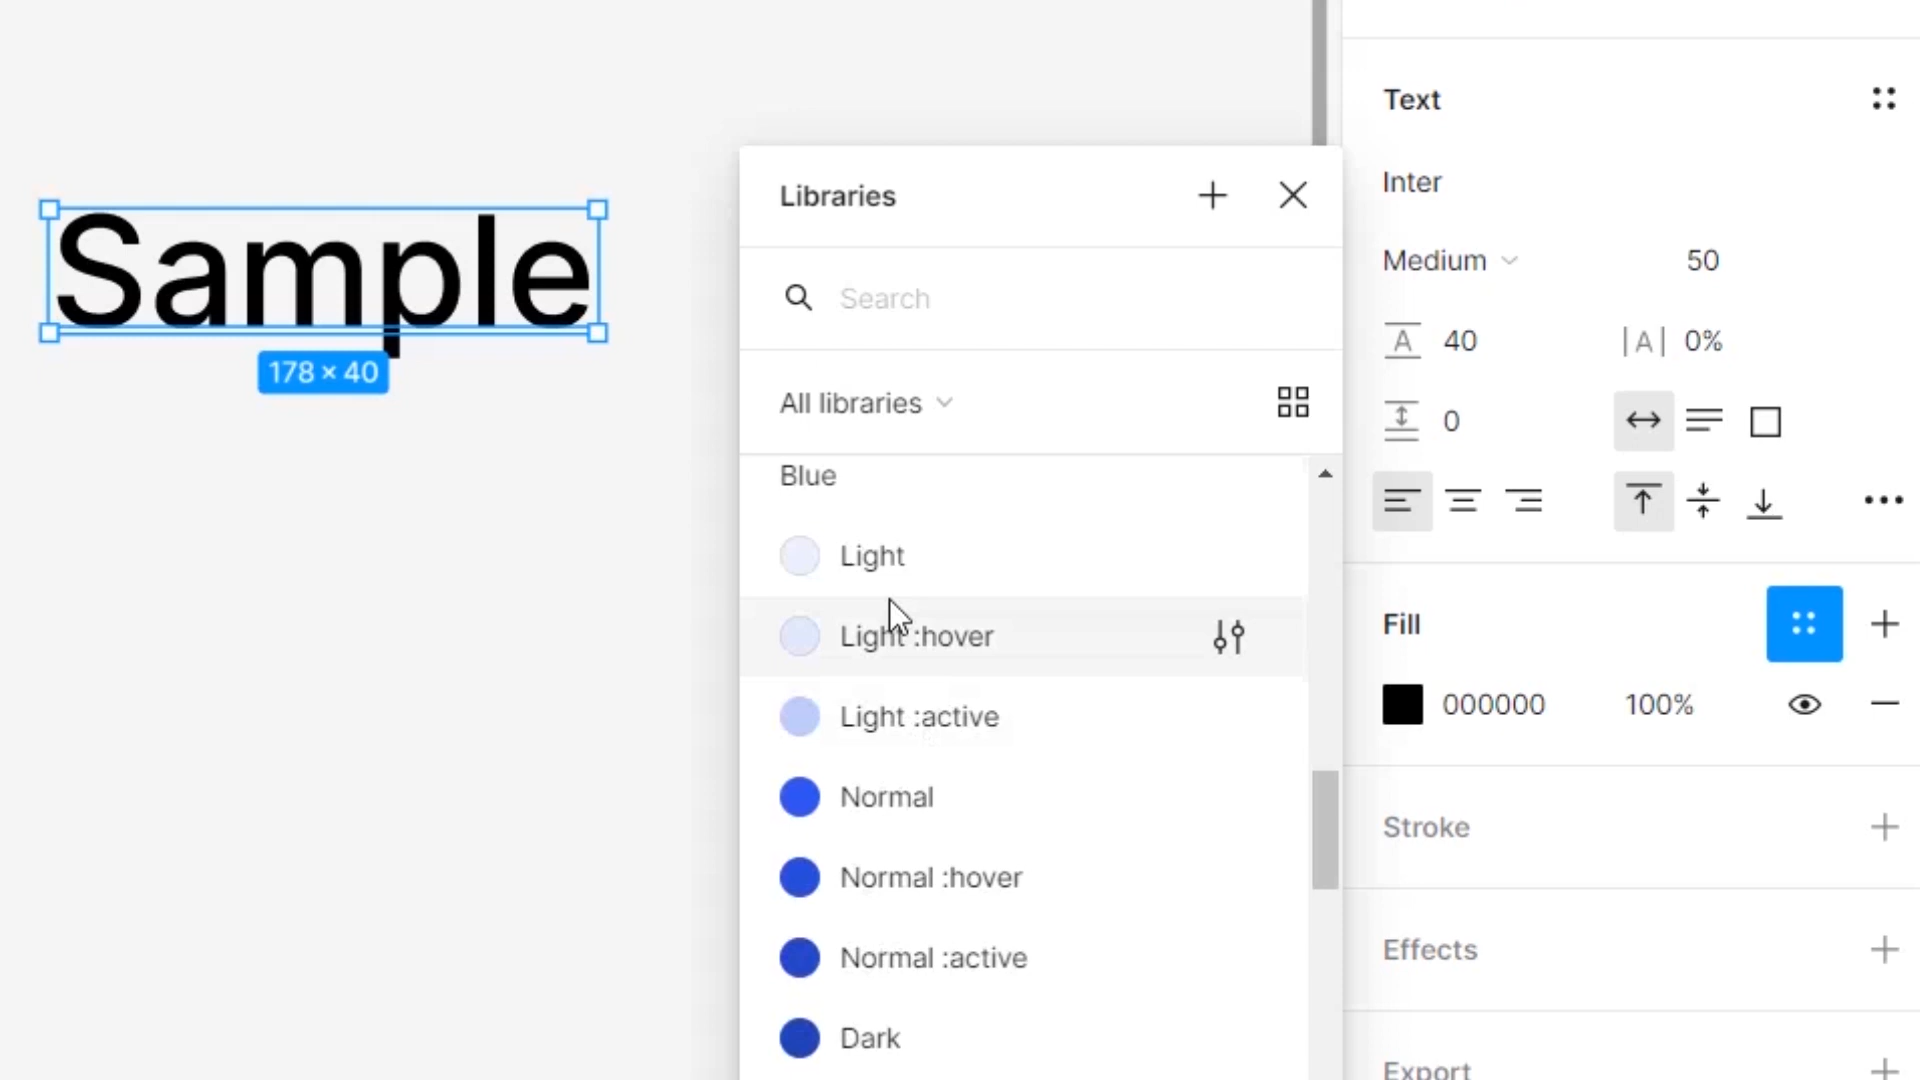 Sample
178 × 40
Libraries
Search
All libraries
Blue
Light
Light :hover
Light :active
Normal
Normal :hover
Normal :active
Dark
Text
Inter
Medium 50
A 40 |A| 0%
0
Fill
000000 100%
Stroke
Effects
Export